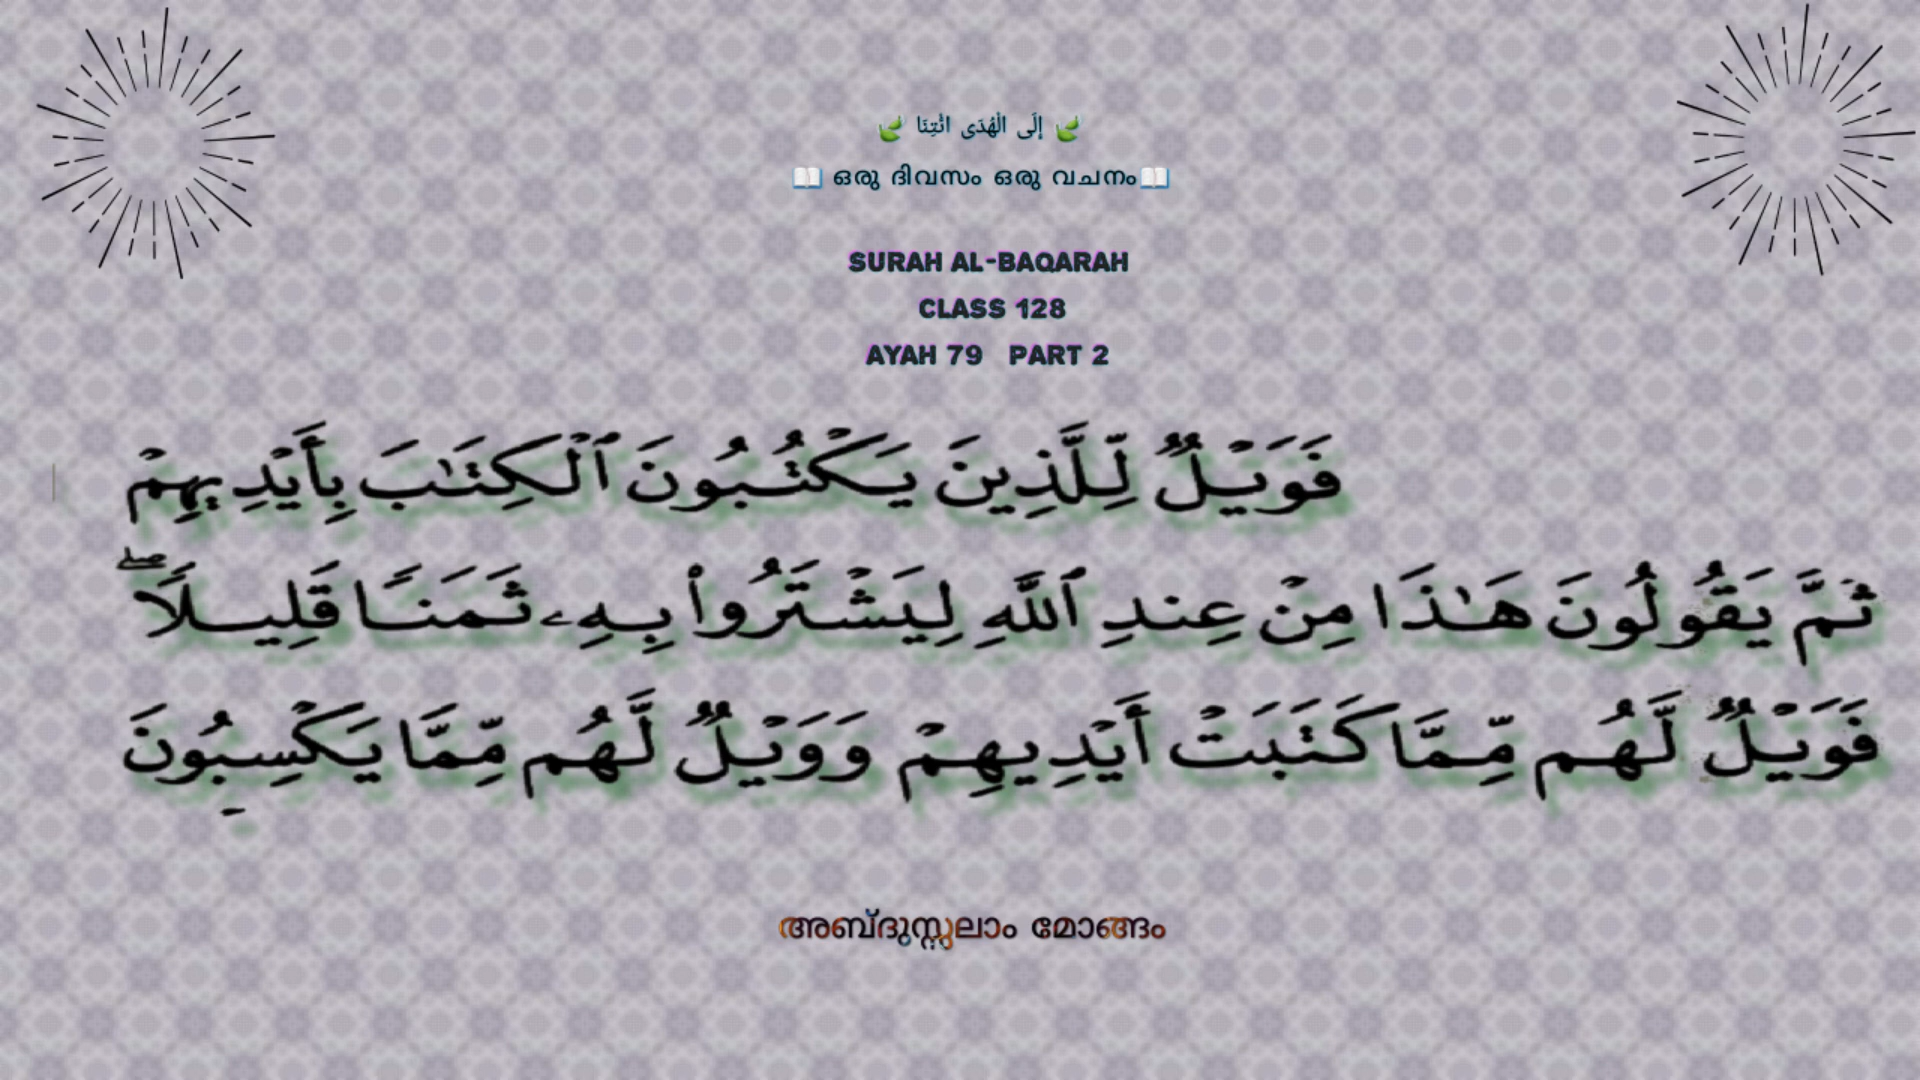 🌿 إِلَى الْهُدَى ائْتِنَا 🌿
📖 ഒരു ദിവസം ഒരു വചനം📖
SURAH AL-BAQARAH
CLASS 128
AYAH 79 PART 2
فَوَيْلٌ لِّلَّذِينَ يَكْتُبُونَ ٱلْكِتَٰبَ بِأَيْدِيهِمْ
ثُمَّ يَقُولُونَ هَٰذَا مِنْ عِندِ ٱللَّهِ لِيَشْتَرُوا۟ بِهِۦ ثَمَنًا قَلِيلًا ۖ
فَوَيْلٌ لَّهُم مِّمَّا كَتَبَتْ أَيْدِيهِمْ وَوَيْلٌ لَّهُم مِّمَّا يَكْسِبُونَ
അബ്ദുസ്സലാം മോങ്ങം